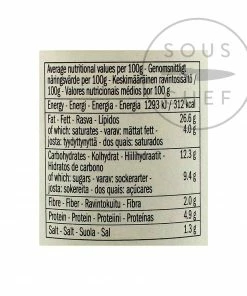 SOUS
CHEF
Average nutritional values per 100g - Genomsnittligt
näringsvärde per 100g - Keskimääräinen ravintosisältö /
100g - Valores nutricionais médios por 100 g -
Energy - Energi - Energia - Energia 1293 kJ / 312 kcal
Fat - Fett - Rasva - Lípidos 26.6 g
of which: saturates - varav: mättat fett - 4.0 g
josta: tyydyttynyttä - dos quais: saturados
Carbohydrates - Kolhydrat - Hiilihydraatit - 12.3 g
Hidratos de carbono
of which: sugars - varav: sockerarter - 9.4 g
josta: sokereita - dos quais: açúcares
Fibre - Fiber - Ravintokuitu - Fibra 2.0 g
Protein - Protein - Proteiini - Proteínas 4.9 g
Salt - Salt - Suola - Sal 1.3 g